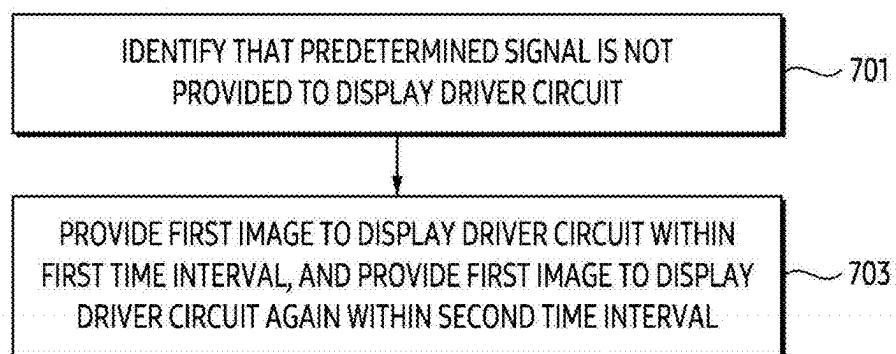 IDENTIFY THAT PREDETERMINED SIGNAL IS NOT
PROVIDED TO DISPLAY DRIVER CIRCUIT
701
PROVIDE FIRST IMAGE TO DISPLAY DRIVER CIRCUIT WITHIN
FIRST TIME INTERVAL, AND PROVIDE FIRST IMAGE TO DISPLAY
DRIVER CIRCUIT AGAIN WITHIN SECOND TIME INTERVAL
703